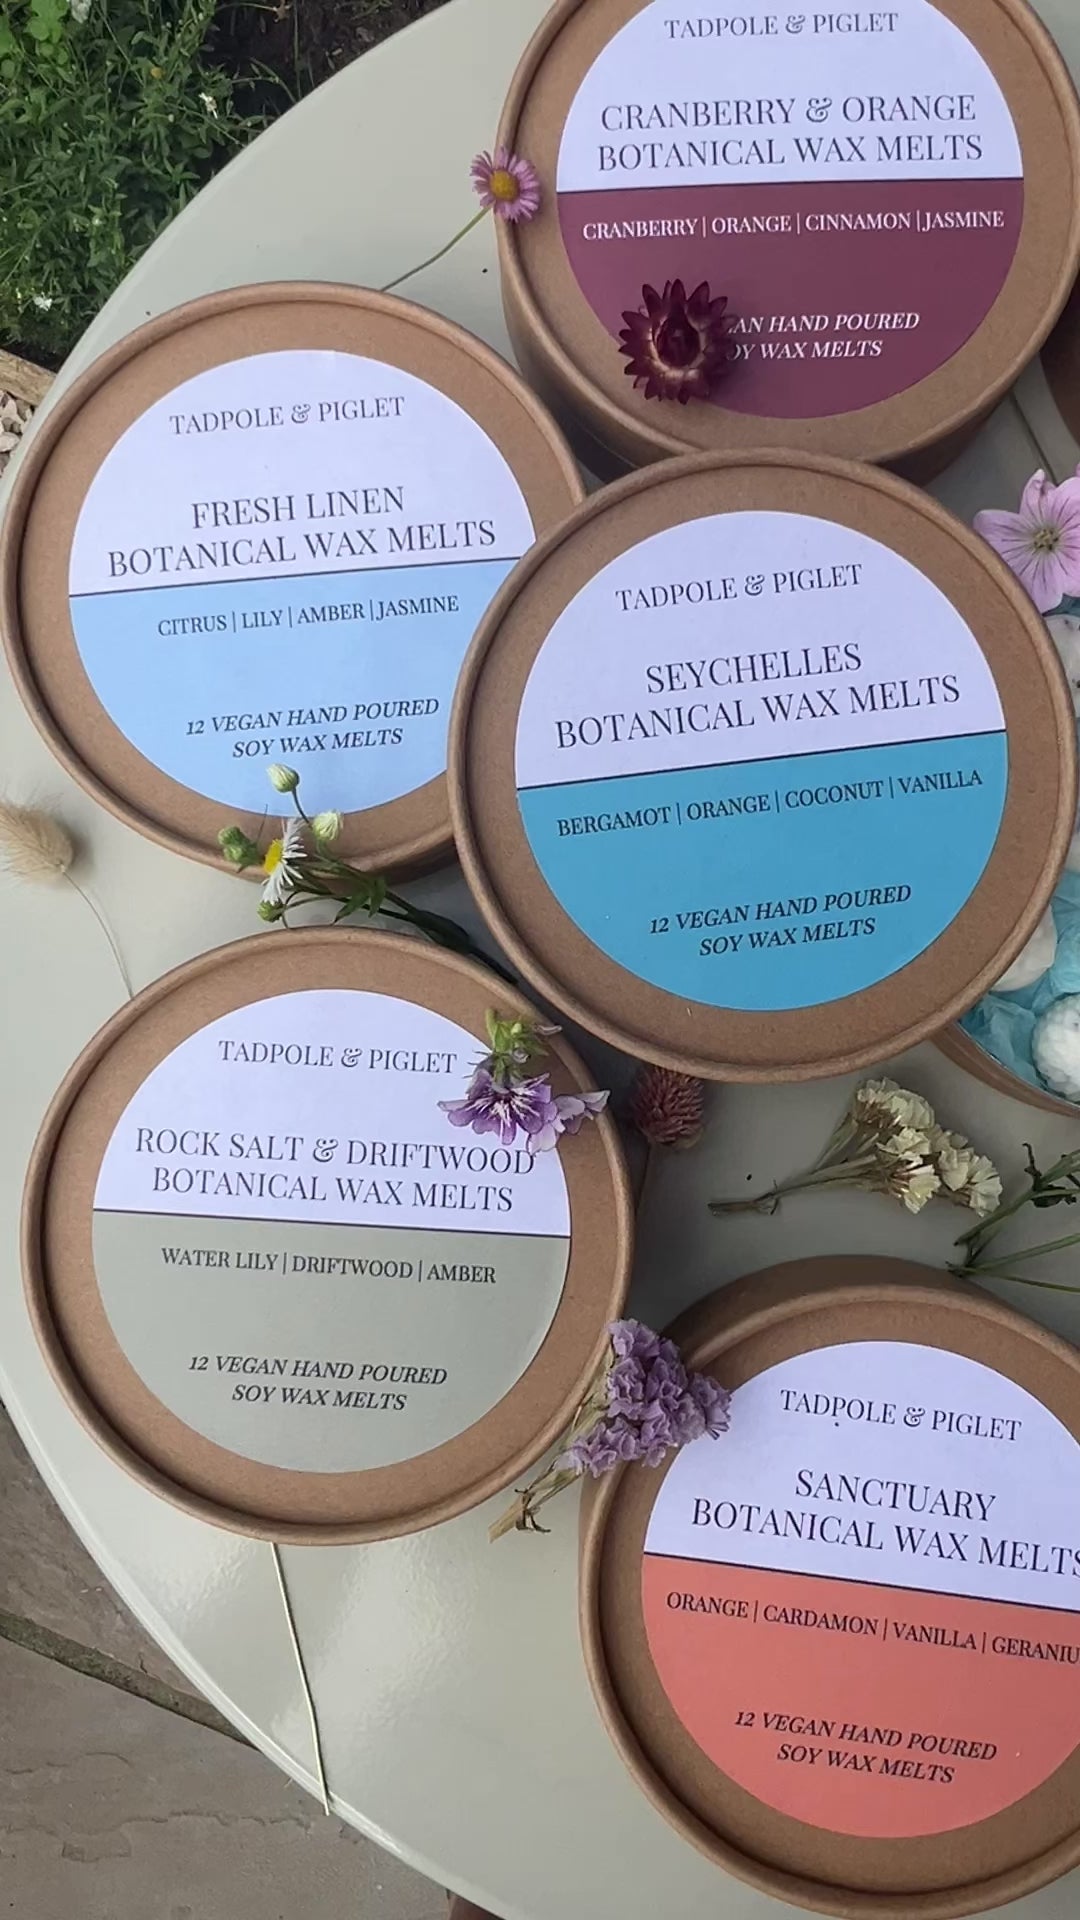 TADPOLE & PIGLET
CRANBERRY & ORANGE
BOTANICAL WAX MELTS
CRANBERRY | ORANGE | CINNAMON | JASMINE
HAND POURED
WAX MELTS
TADPOLE & PIGLET
FRESH LINEN
BOTANICAL WAX MELTS
CITRUS | LILY | AMBER | JASMINE
12 VEGAN HAND POURED
SOY WAX MELTS
TADPOLE & PIGLET
SEYCHELLES
BOTANICAL WAX MELTS
BERGAMOT | ORANGE | COCONUT | VANILLA
12 VEGAN HAND POURED
SOY WAX MELTS
TADPOLE & PIGLET
ROCK SALT & DRIFTWOOD
BOTANICAL WAX MELTS
WATER LILY | DRIFTWOOD | AMBER
12 VEGAN HAND POURED
SOY WAX MELTS
TADPOLE & PIGLET
SANCTUARY
BOTANICAL WAX MELTS
ORANGE | CARDAMON | VANILLA |
12 VEGAN HAND POURED
SOY WAX MELTS